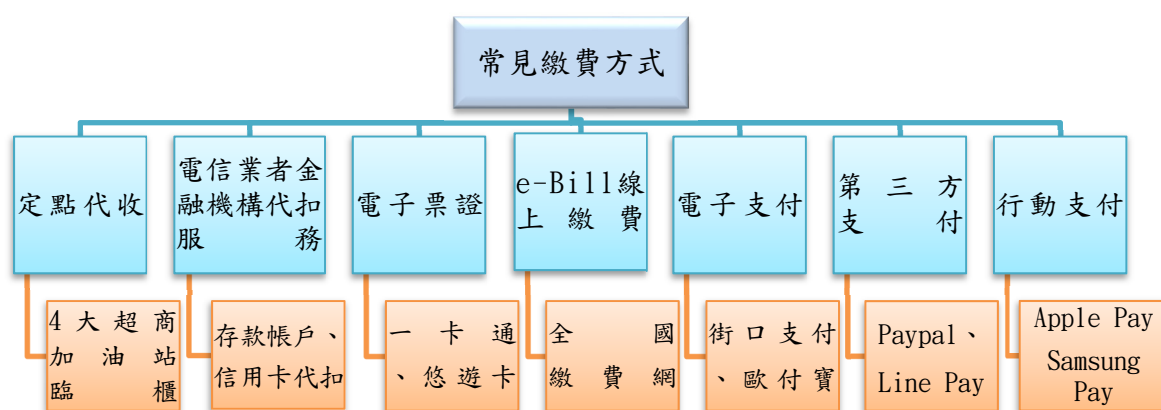 常見繳費方式
定點代收
電信業者金
融機構代扣
服務
電子票證
e-Bill線
上繳費
電子支付
第三方
支付
行動支付
4大超商
加油站
臨櫃
存款帳戶、
信用卡代扣
一卡通
、悠遊卡
全國
繳費網
街口支付
、歐付寶
Paypal、
Line Pay
Apple Pay
Samsung
Pay